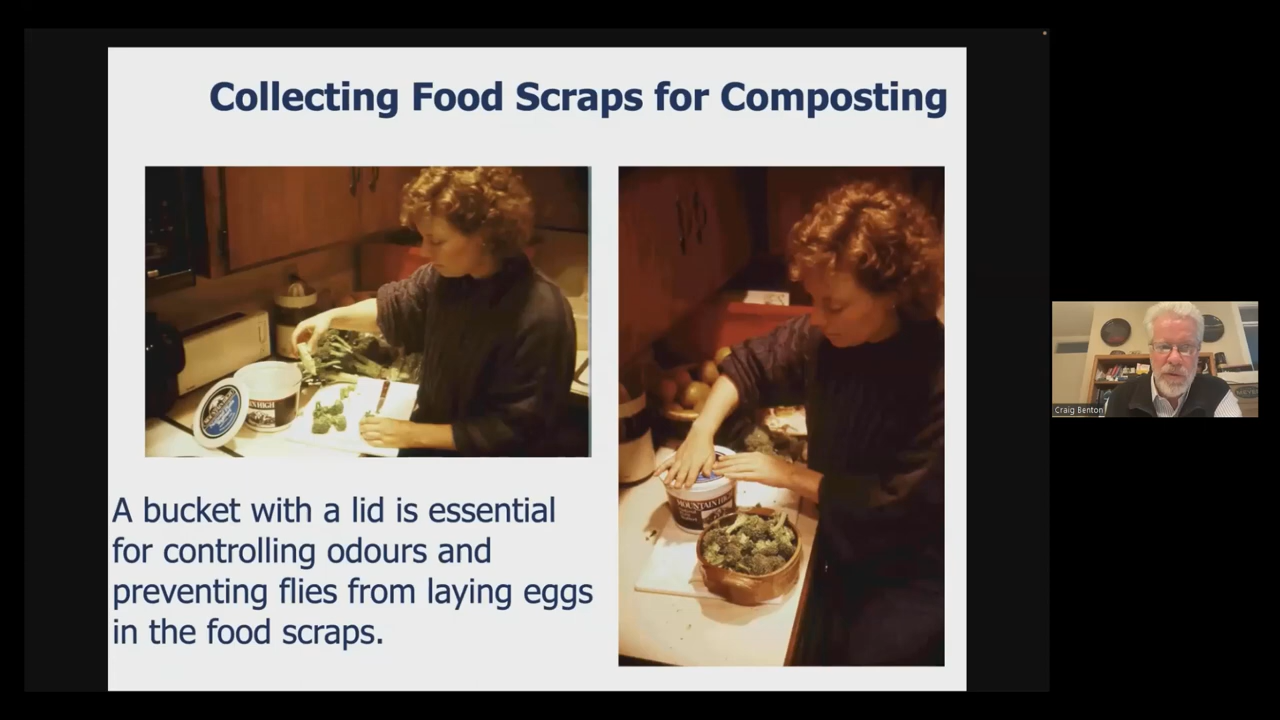 Collecting Food Scraps for Composting
MOUNTAIN HIGH
A bucket with a lid is essential
for controlling odours and
preventing flies from laying eggs
in the food scraps.
Craig Benton